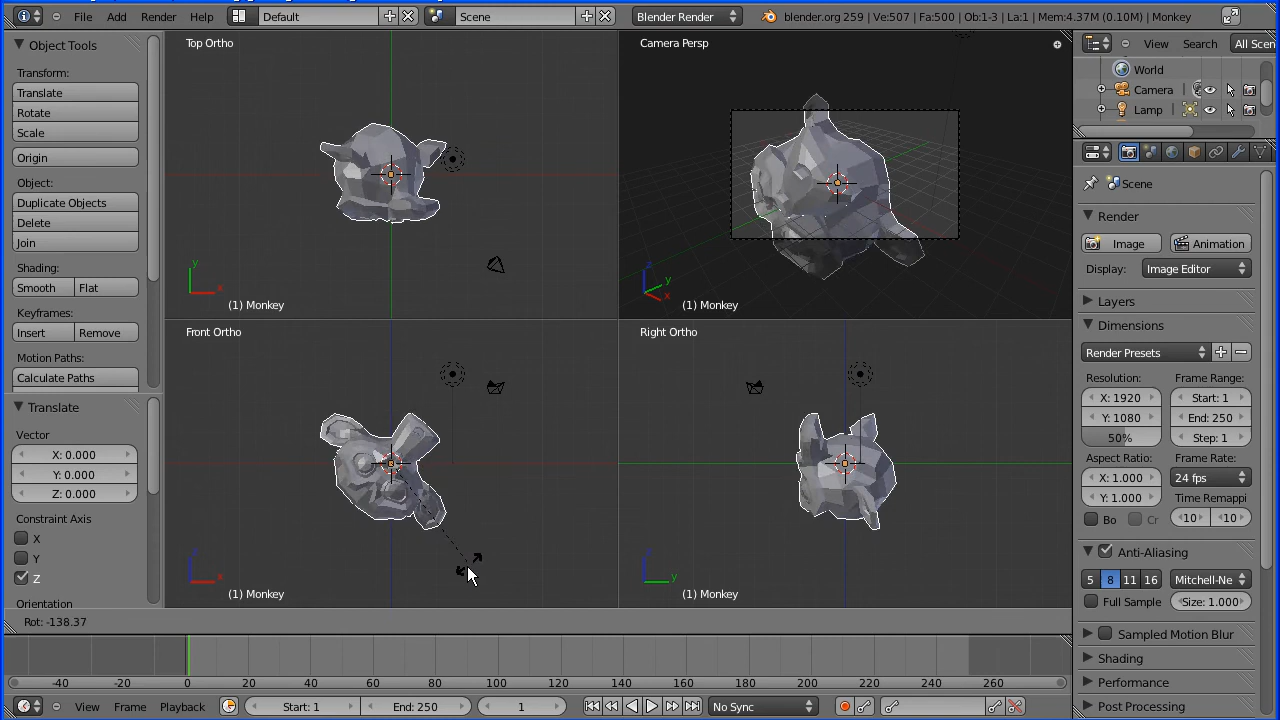 File Add Render Help Default Scene Blender Render blender.org 259 | Ve:507 | Fa:500 | Ob:1-3 | La:1 | Mem:4.37M (0.10M) | Monkey
Object Tools
Transform:
Translate
Rotate
Scale
Origin
Object:
Duplicate Objects
Delete
Join
Shading:
Smooth Flat
Keyframes:
Insert Remove
Motion Paths:
Calculate Paths
Translate
Vector
X: 0.000
Y: 0.000
Z: 0.000
Constraint Axis
X
Y
Z
Orientation
Top Ortho
y
x
(1) Monkey
Camera Persp
z
y
x
(1) Monkey
Front Ortho
z
x
(1) Monkey
Right Ortho
z
y
(1) Monkey
Rot: -138.37
View Search All Scen
World
Camera
Lamp
Scene
Render
Image Animation
Display: Image Editor
Layers
Dimensions
Render Presets
Resolution: Frame Range:
X: 1920 Start: 1
Y: 1080 End: 250
50% Step: 1
Aspect Ratio: Frame Rate:
X: 1.000 24 fps
Y: 1.000 Time Remappi
Bo Cr 10 10
Anti-Aliasing
5 8 11 16 Mitchell-Ne
Full Sample Size: 1.000
Sampled Motion Blur
Shading
Performance
Post Processing
-40 -20 0 20 40 60 80 100 120 140 160 180 200 220 240 260
View Frame Playback Start: 1 End: 250 1 No Sync